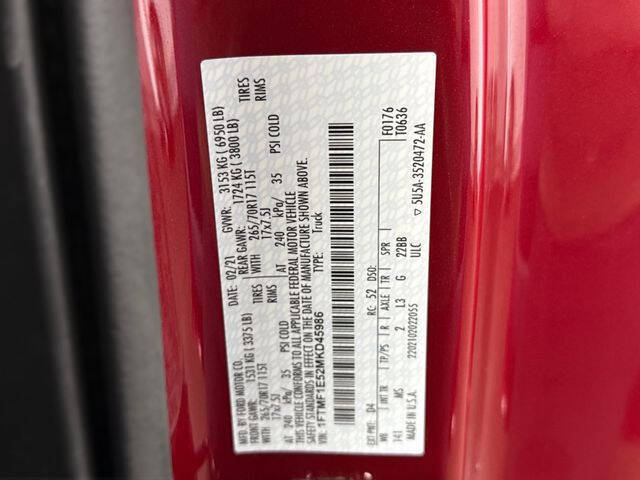 MFD. BY FORD MOTOR CO.
DATE: 02/21 GVWR: 3153 KG ( 6950 LB)
FRONT GAWR: 1531 KG ( 3375 LB) REAR GAWR: 1724 KG ( 3800 LB)
WITH 265/70R17 115T TIRES WITH 265/70R17 115T TIRES
17x7.5J RIMS 17x7.5J RIMS
AT 240 kPa/ 35 PSI COLD AT 240 kPa/ 35 PSI COLD
THIS VEHICLE CONFORMS TO ALL APPLICABLE FEDERAL MOTOR VEHICLE
SAFETY STANDARDS IN EFFECT ON THE DATE OF MANUFACTURE SHOWN ABOVE.
VIN: 1FTMF1E52MKD45986
TYPE: Truck
F0176
T0636
EXT PNT: D4 RC: 52 DSO:
WB INT TR TP/PS R AXLE TR SPR
141 MS 2 L3 G 22BB
MADE IN U.S.A. 2202102022055 ULC
▽ 5U5A-3520472-AA